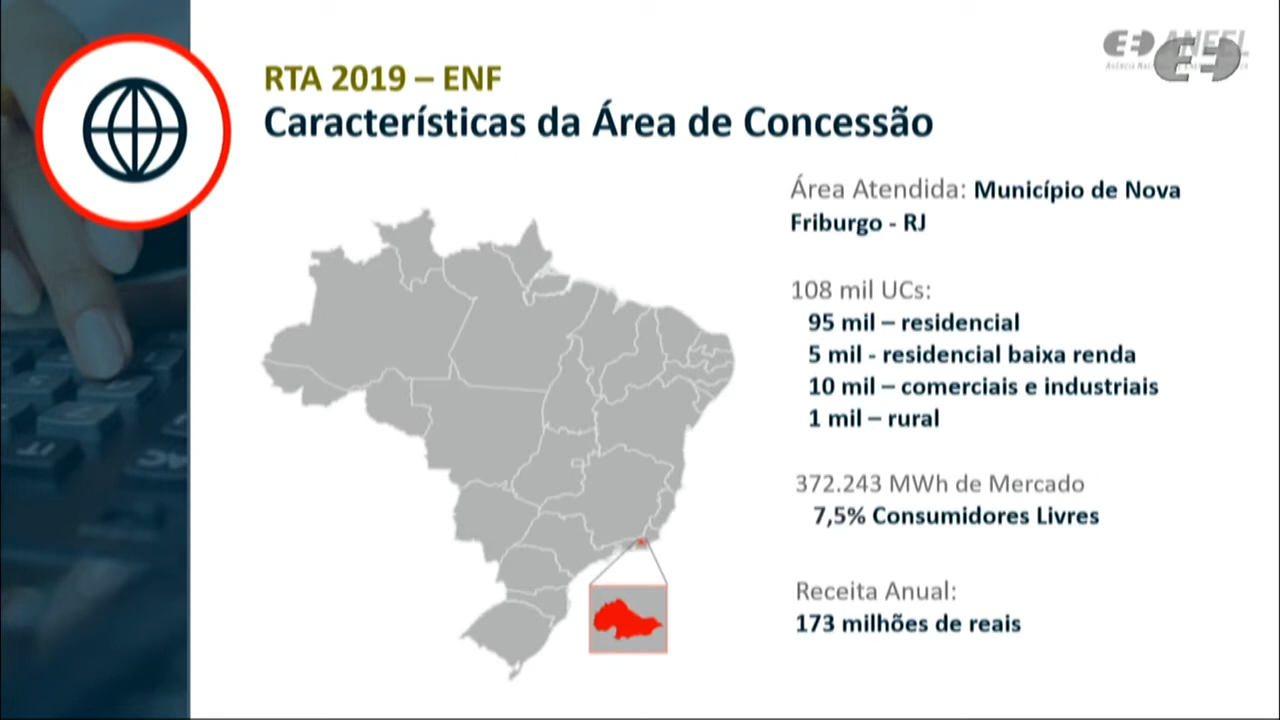 RTA 2019 – ENF
Características da Área de Concessão
ANEEL
Área Atendida: Município de Nova
Friburgo - RJ
108 mil UCs:
95 mil – residencial
5 mil - residencial baixa renda
10 mil – comerciais e industriais
1 mil – rural
372.243 MWh de Mercado
7,5% Consumidores Livres
Receita Anual:
173 milhões de reais